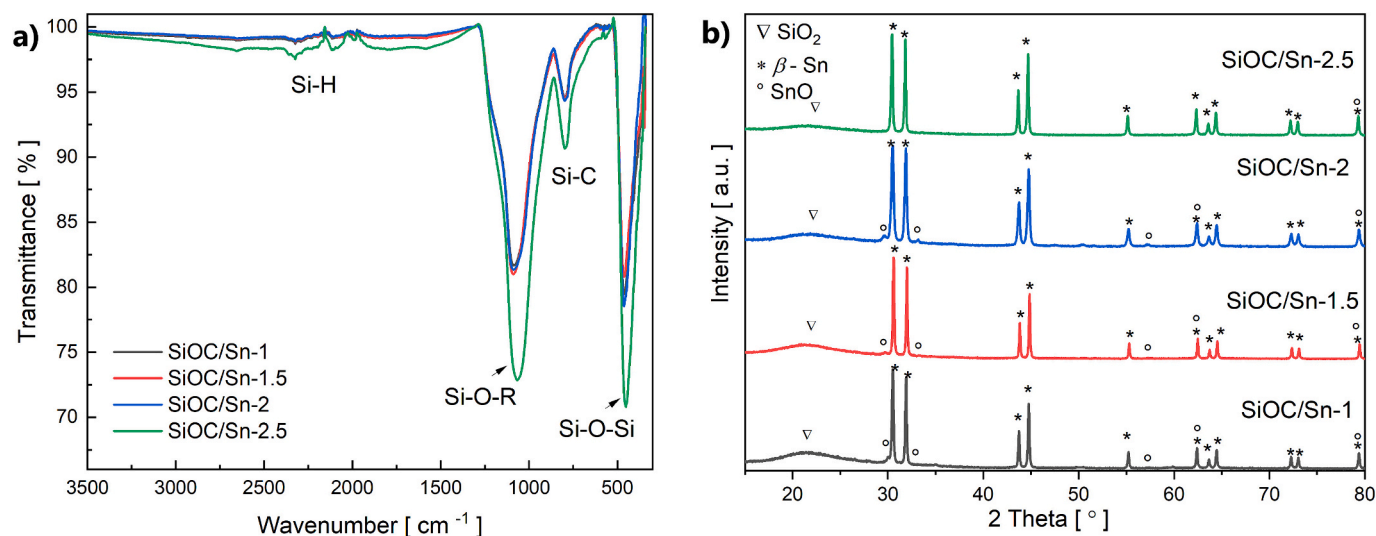 a)
100
95
90
85
80
75
70
Transmittance [ % ]
Si-H
Si-C
Si-O-R
Si-O-Si
SiOC/Sn-1
SiOC/Sn-1.5
SiOC/Sn-2
SiOC/Sn-2.5
3500 3000 2500 2000 1500 1000 500
Wavenumber [ cm ⁻¹ ]
b)
∇ SiO₂
* β - Sn
° SnO
SiOC/Sn-2.5
SiOC/Sn-2
SiOC/Sn-1.5
SiOC/Sn-1
Intensity [ a.u. ]
20 30 40 50 60 70 80
2 Theta [ ° ]